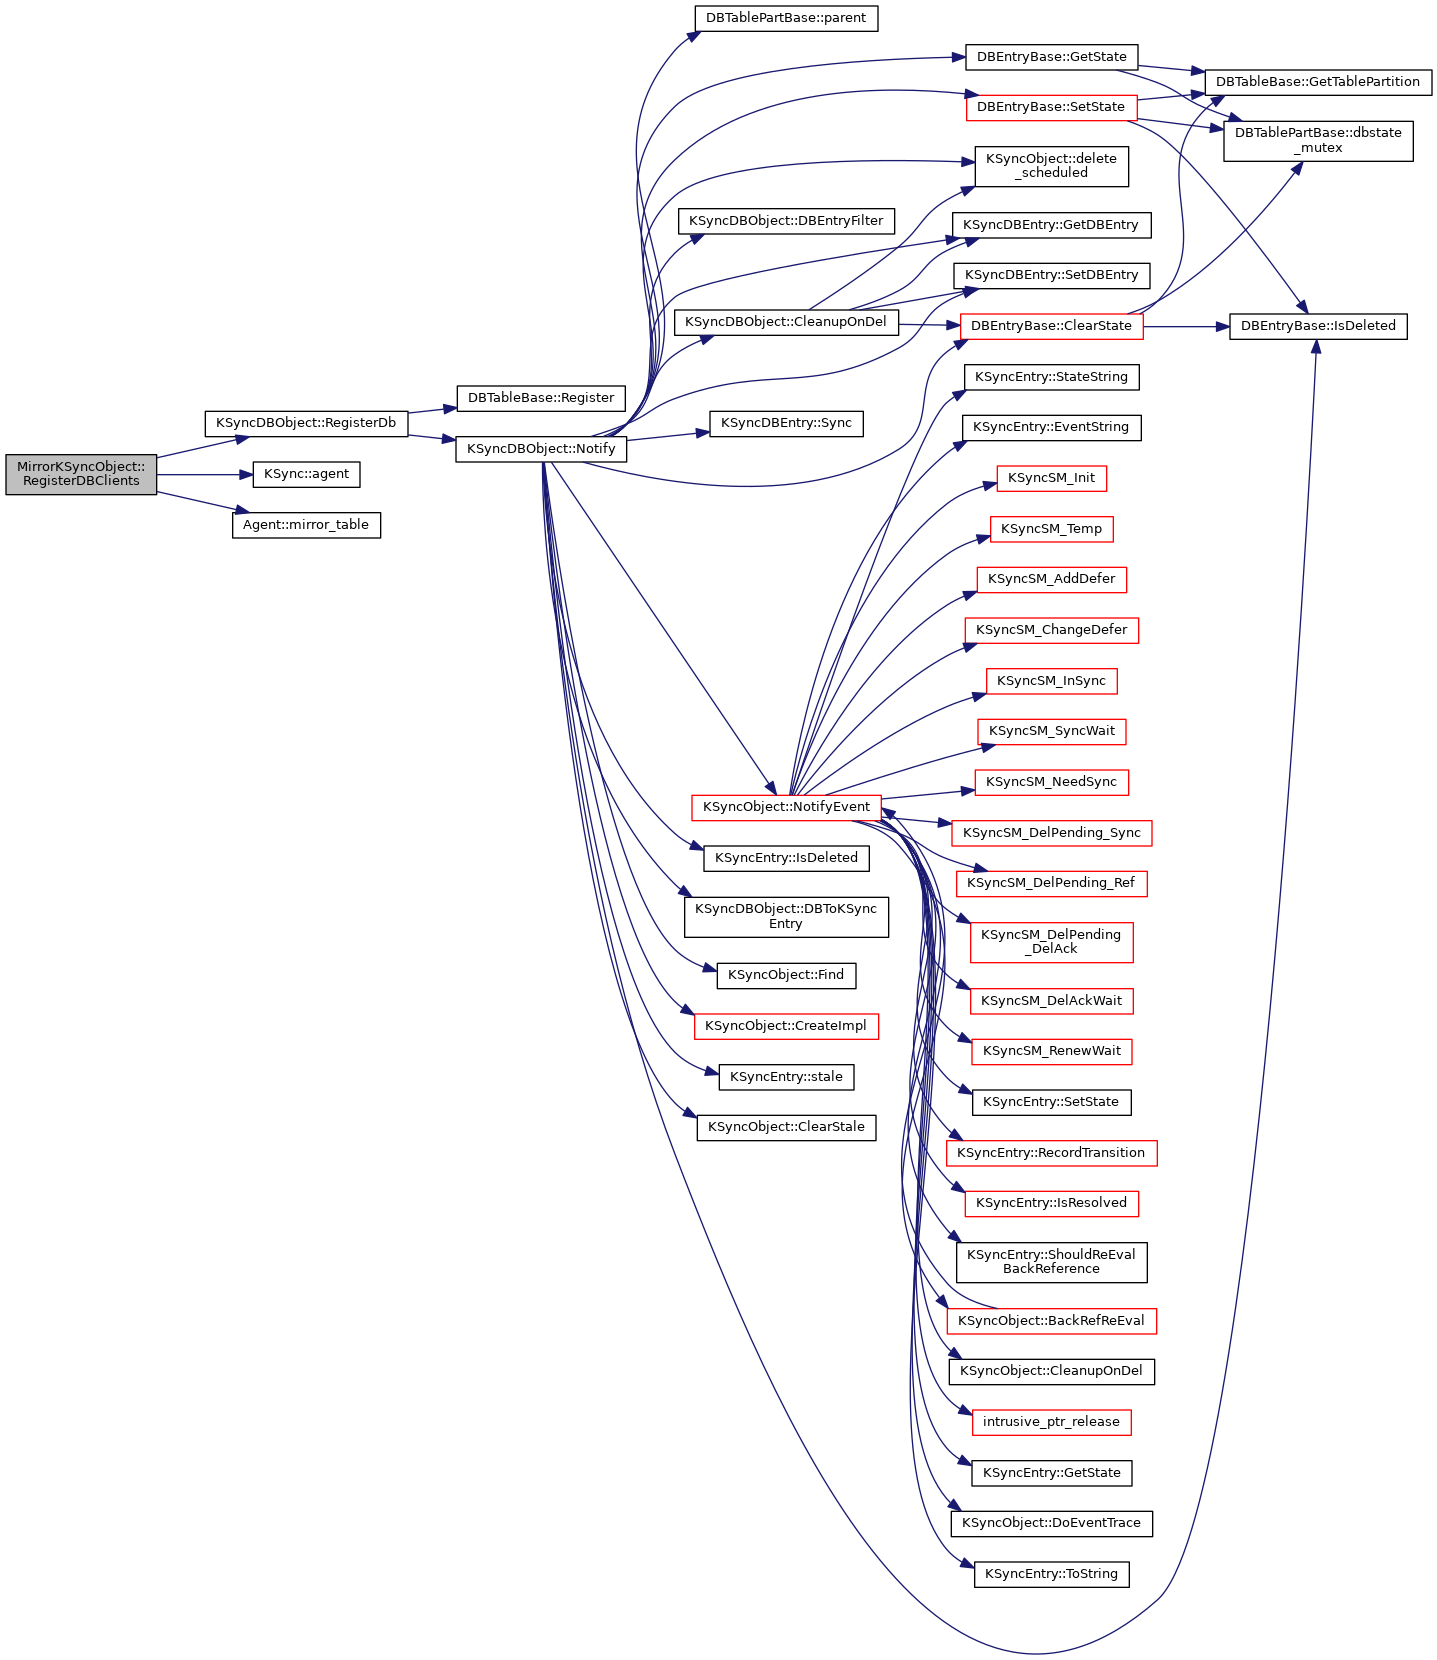 MirrorKSyncObject::
RegisterDBClients
KSyncDBObject::RegisterDb
KSync::agent
Agent::mirror_table
DBTableBase::Register
KSyncDBObject::Notify
DBTablePartBase::parent
KSyncDBObject::DBEntryFilter
KSyncDBObject::CleanupOnDel
KSyncDBEntry::Sync
KSyncObject::NotifyEvent
KSyncEntry::IsDeleted
KSyncDBObject::DBToKSync
Entry
KSyncObject::Find
KSyncObject::CreateImpl
KSyncEntry::stale
KSyncObject::ClearStale
DBEntryBase::GetState
DBEntryBase::SetState
KSyncObject::delete
_scheduled
KSyncDBEntry::GetDBEntry
KSyncDBEntry::SetDBEntry
DBEntryBase::ClearState
KSyncEntry::StateString
KSyncEntry::EventString
KSyncSM_Init
KSyncSM_Temp
KSyncSM_AddDefer
KSyncSM_ChangeDefer
KSyncSM_InSync
KSyncSM_SyncWait
KSyncSM_NeedSync
KSyncSM_DelPending_Sync
KSyncSM_DelPending_Ref
KSyncSM_DelPending
_DelAck
KSyncSM_DelAckWait
KSyncSM_RenewWait
KSyncEntry::SetState
KSyncEntry::RecordTransition
KSyncEntry::IsResolved
KSyncEntry::ShouldReEval
BackReference
KSyncObject::BackRefReEval
KSyncObject::CleanupOnDel
intrusive_ptr_release
KSyncEntry::GetState
KSyncObject::DoEventTrace
KSyncEntry::ToString
DBTableBase::GetTablePartition
DBTablePartBase::dbstate
_mutex
DBEntryBase::IsDeleted